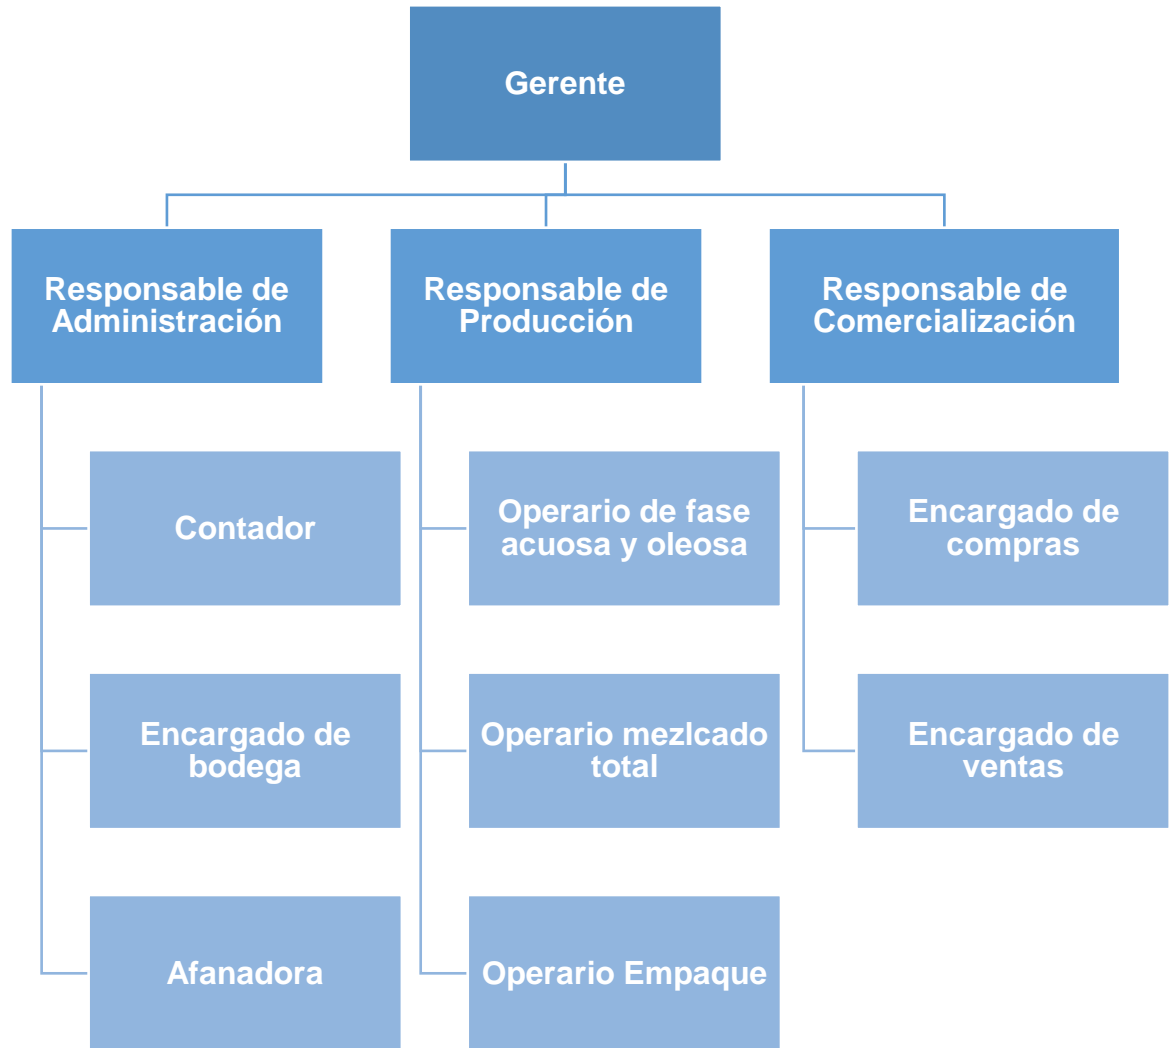 Gerente
Responsable de
Administración
Responsable de
Producción
Responsable de
Comercialización
Contador
Operario de fase
acuosa y oleosa
Encargado de
compras
Encargado de
bodega
Operario mezlcado
total
Encargado de
ventas
Afanadora
Operario Empaque